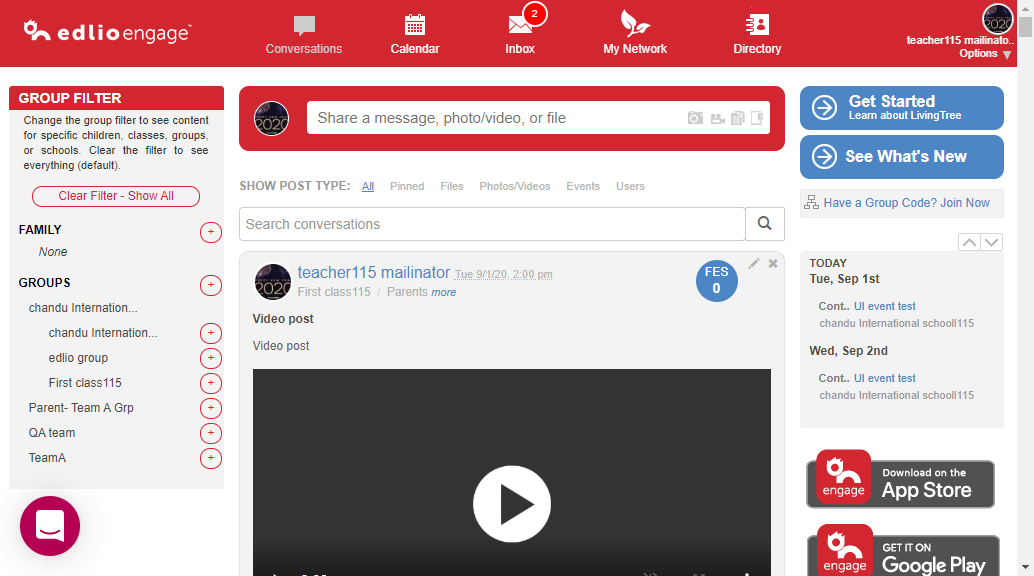 edlio engage
Conversations
Calendar
2
Inbox
My Network
Directory
2020
teacher115 mailinato..
Options
GROUP FILTER
Change the group filter to see content
for specific children, classes, groups,
or schools. Clear the filter to see
everything (default).
Clear Filter - Show All
FAMILY
+
None
GROUPS
+
chandu Internation...
chandu Internation...
+
edlio group
+
First class115
+
Parent- Team A Grp
+
QA team
+
TeamA
+
2020
Share a message, photo/video, or file
SHOW POST TYPE: All Pinned Files Photos/Videos Events Users
Search conversations
2020
teacher115 mailinator Tue 9/1/20, 2:00 pm
First class115 / Parents more
FES
0
Video post
Video post
Get Started
Learn about LivingTree
See What's New
Have a Group Code? Join Now
TODAY
Tue, Sep 1st
Cont.. UI event test
chandu International schooll115
Wed, Sep 2nd
Cont.. UI event test
chandu International schooll115
engage
Download on the
App Store
engage
GET IT ON
Google Play